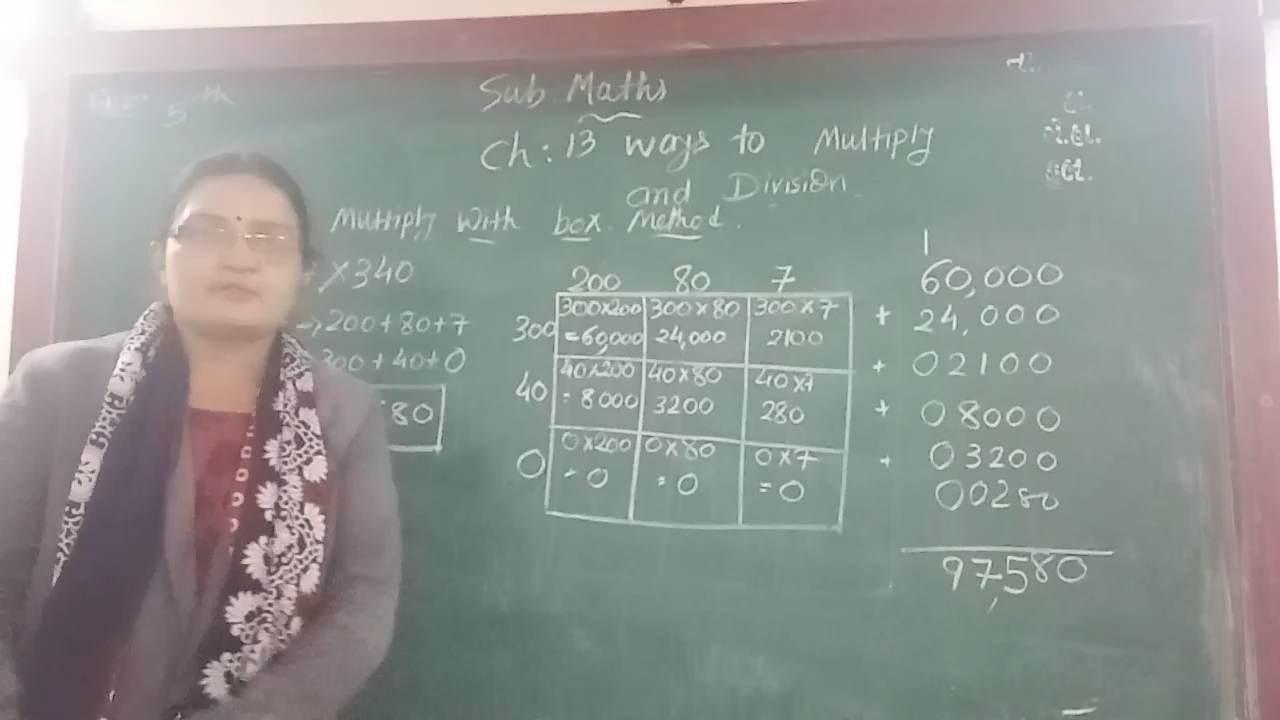 5th
Sub. Maths
Ch: 13 ways to Multiply
and Division
Multiply with box Method.
×340
→200+80+7
300+40+0
80
200 80 7
300 300×200 300×80 300×7
=60,000 24,000 2100
40 40×200 40×80 40×7
=8000 3200 280
0 0×200 0×80 0×7
=0 =0 =0
1
60,000
+ 24,000
+ 02100
+ 08000
+ 03200
00280
97,580